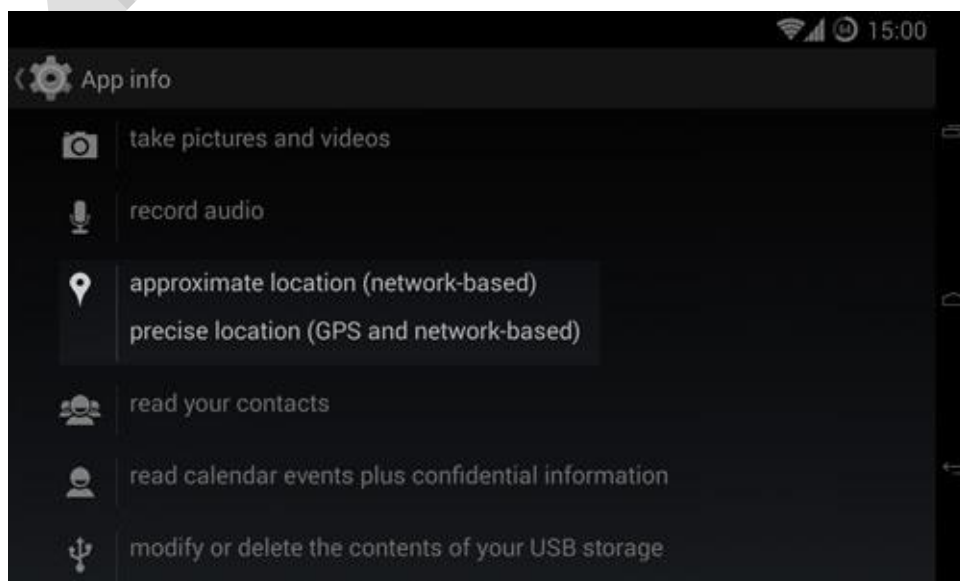 15:00
App info
take pictures and videos
record audio
approximate location (network-based)
precise location (GPS and network-based)
read your contacts
read calendar events plus confidential information
modify or delete the contents of your USB storage